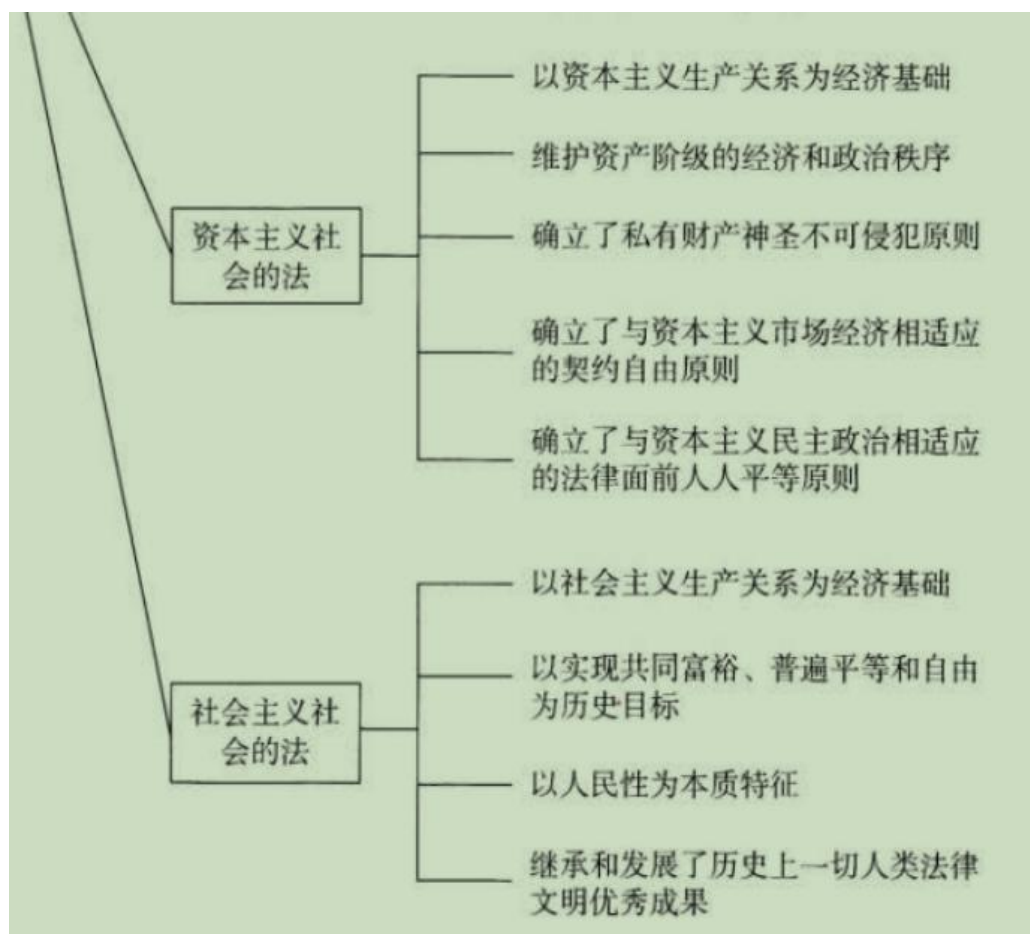 以资本主义生产关系为经济基础
维护资产阶级的经济和政治秩序
资本主义社
会的法
确立了私有财产神圣不可侵犯原则
确立了与资本主义市场经济相适应
的契约自由原则
确立了与资本主义民主政治相适应
的法律面前人人平等原则
以社会主义生产关系为经济基础
以实现共同富裕、普遍平等和自由
为历史目标
社会主义社
会的法
以人民性为本质特征
继承和发展了历史上一切人类法律
文明优秀成果